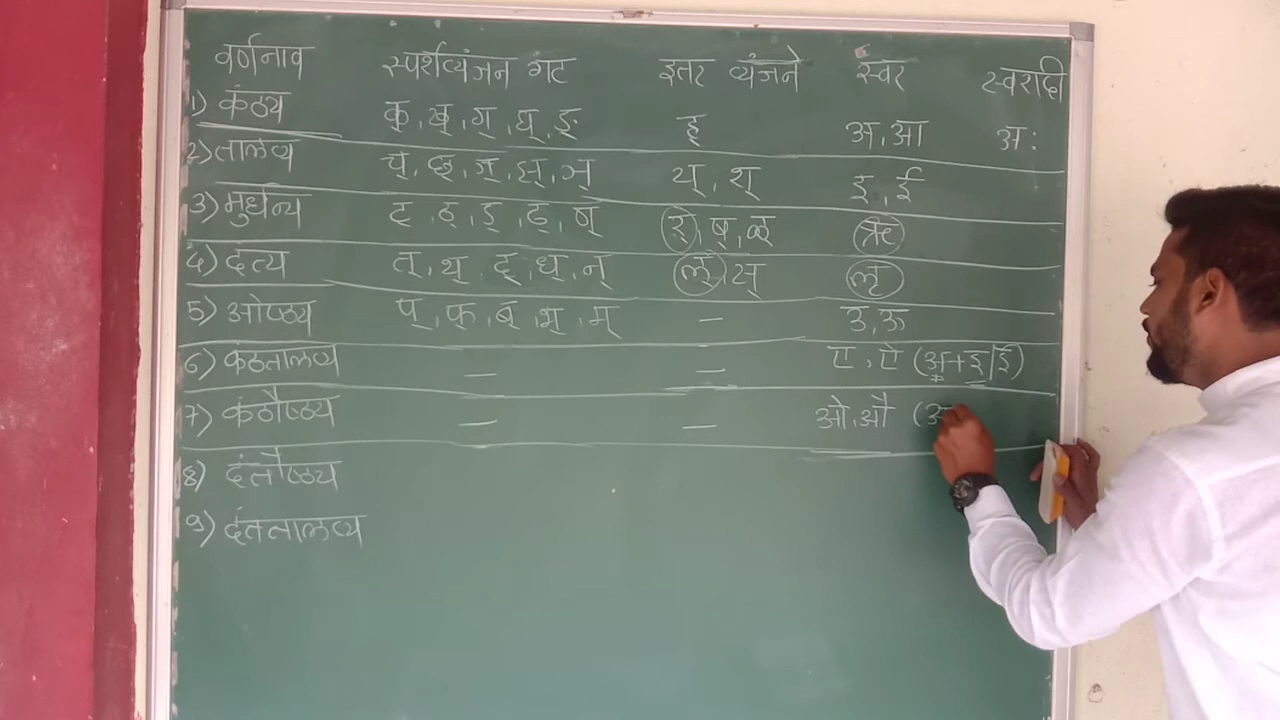 वर्णनाव स्पर्शव्यंजन गट इतर व्यंजने स्वर स्वरादी
1) कंठ्य क्, ख्, ग्, घ्, ङ् ह् अ, आ अः
2) तालव्य च्, छ्, ज्, झ्, ञ् य्, श् इ, ई
3) मुर्धन्य ट्, ठ्, ड्, ढ्, ण् र्, ष्, ळ् ऋ
4) दंत्य त्, थ्, द्, ध्, न् ल्, स् लृ
5) ओष्ठ्य प्, फ्, ब्, भ्, म् – उ, ऊ
6) कंठतालव्य – – ए, ऐ (अ+इ/ई)
7) कंठौष्ठ्य – – ओ, औ (अ
8) दंतौष्ठ्य
9) दंततालव्य